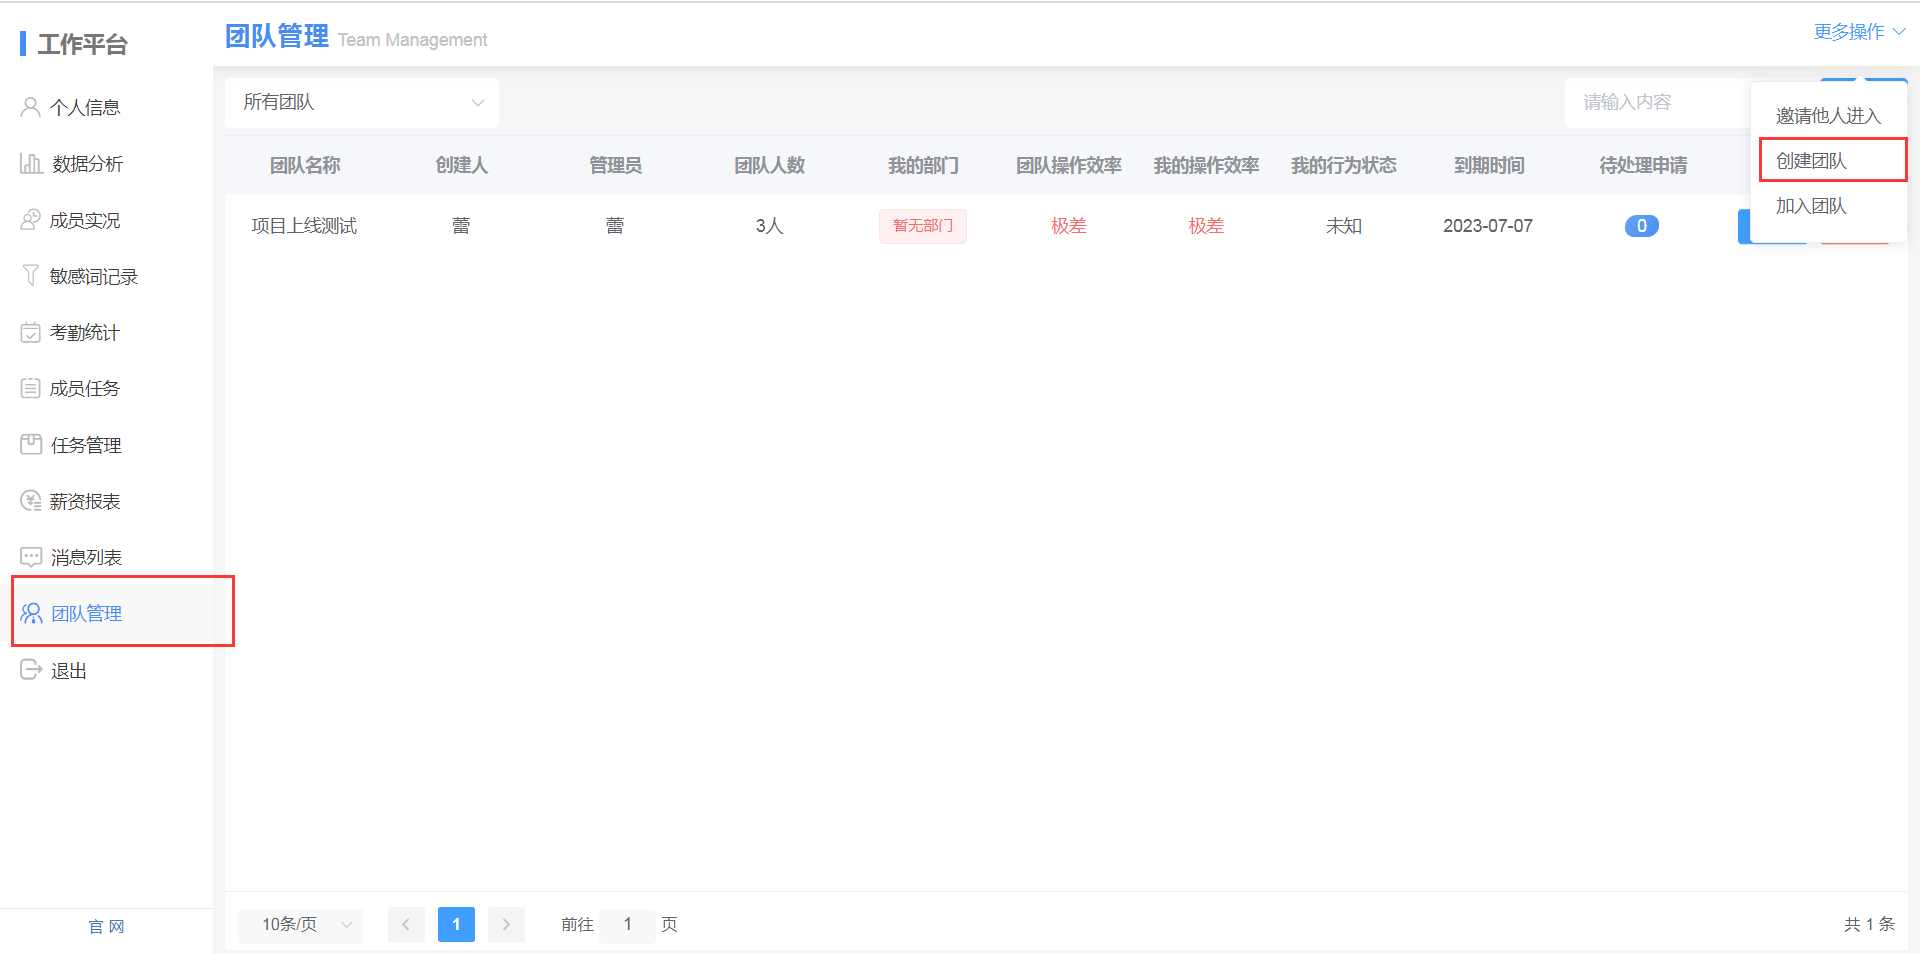 工作平台
个人信息
数据分析
成员实况
敏感词记录
考勤统计
成员任务
任务管理
薪资报表
消息列表
团队管理
退出
官网
团队管理 Team Management
更多操作
所有团队
请输入内容
邀请他人进入
创建团队
加入团队
团队名称 创建人 管理员 团队人数 我的部门 团队操作效率 我的操作效率 我的行为状态 到期时间 待处理申请
项目上线测试 蕾 蕾 3人 暂无部门 极差 极差 未知 2023-07-07 0
10条/页 1 前往 1 页 共 1 条